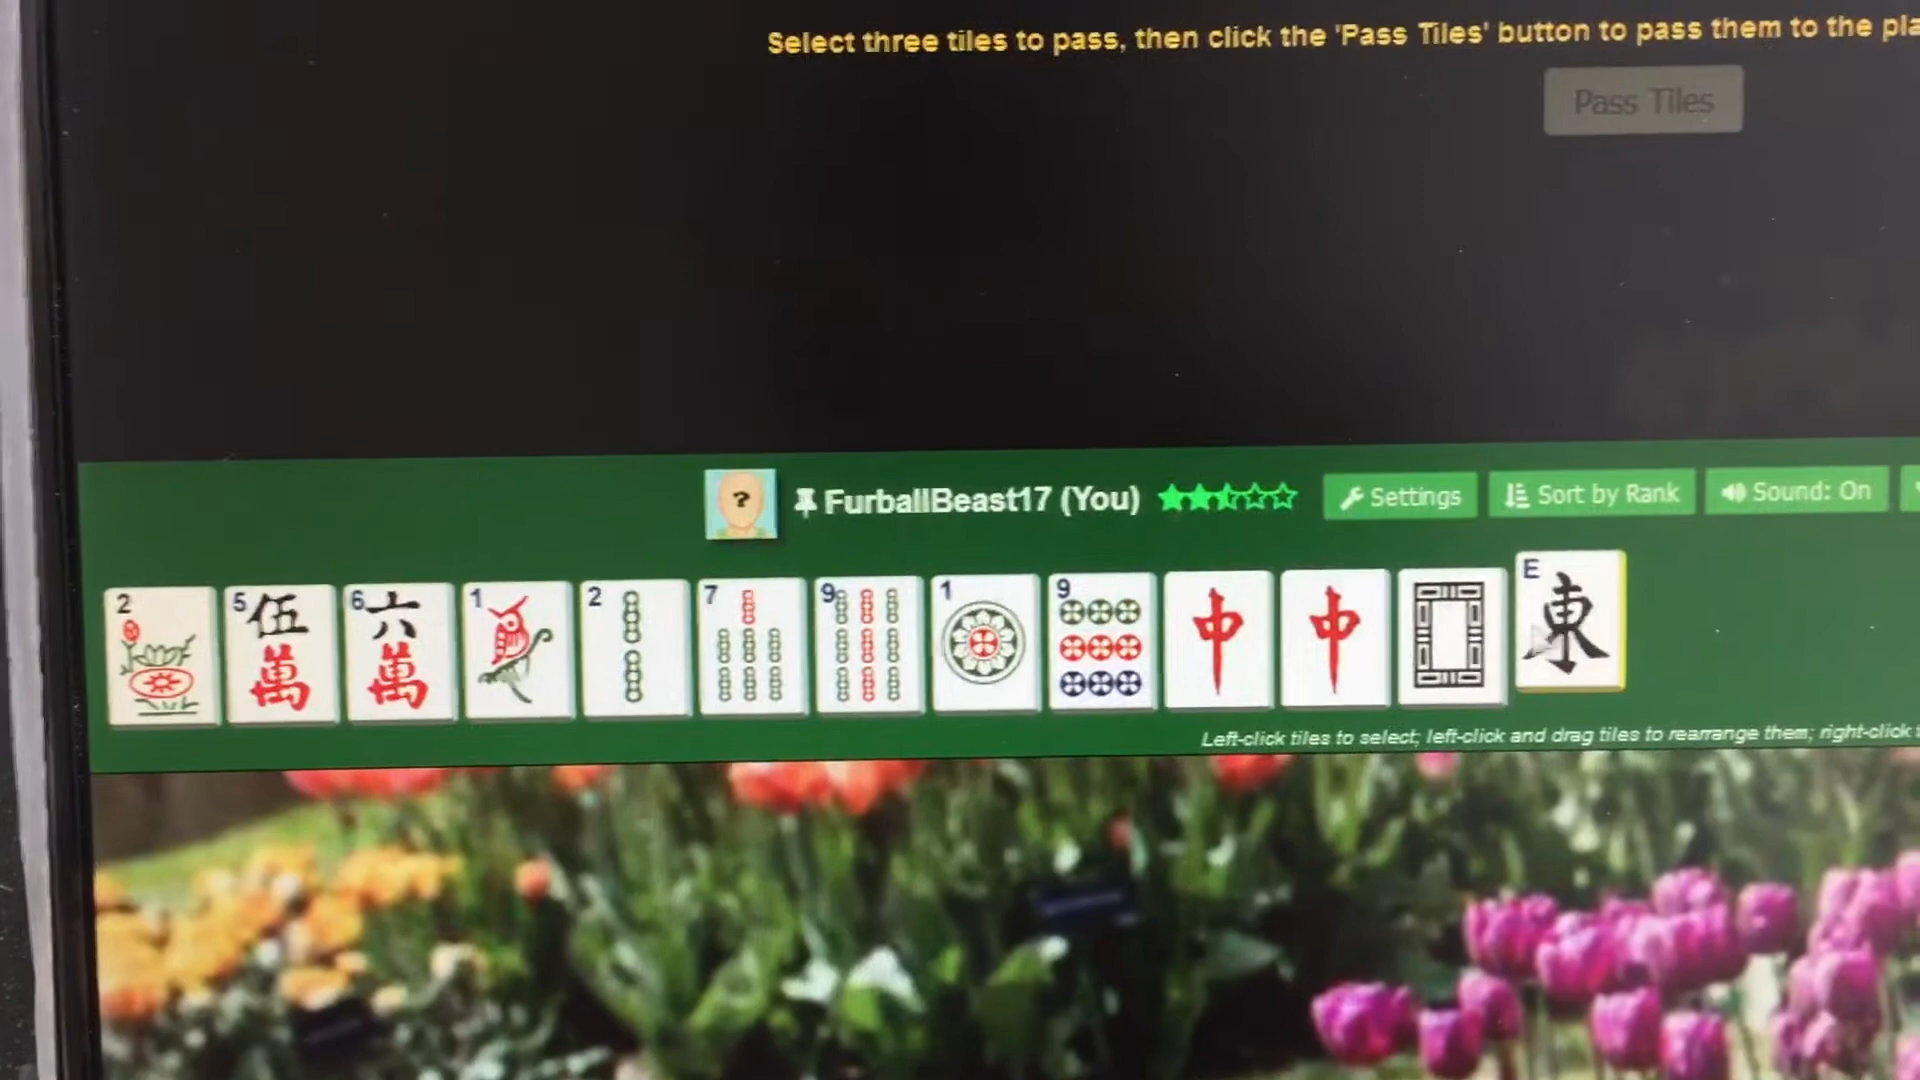 Select three tiles to pass, then click the 'Pass Tiles' button to pass them to the
Pass Tiles
?
FurballBeast17 (You)
Settings
Sort by Rank
Sound: On
2
5 伍萬
6 六萬
1
2
7
9
1
9
中
中
E 東
Left-click tiles to select; left-click and drag tiles to rearrange them; right-click